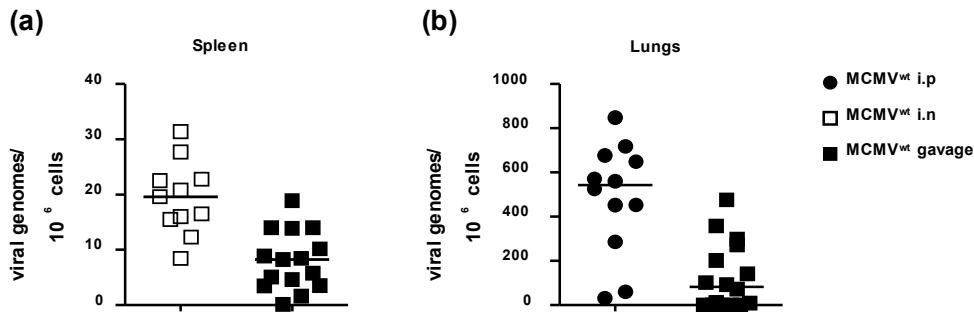 (a)
Spleen
viral genomes/
10 6 cells
40
30
20
10
0
(b)
Lungs
viral genomes/
10 6 cells
1000
800
600
400
200
0
MCMVwt i.p
MCMVwt i.n
MCMVwt gavage